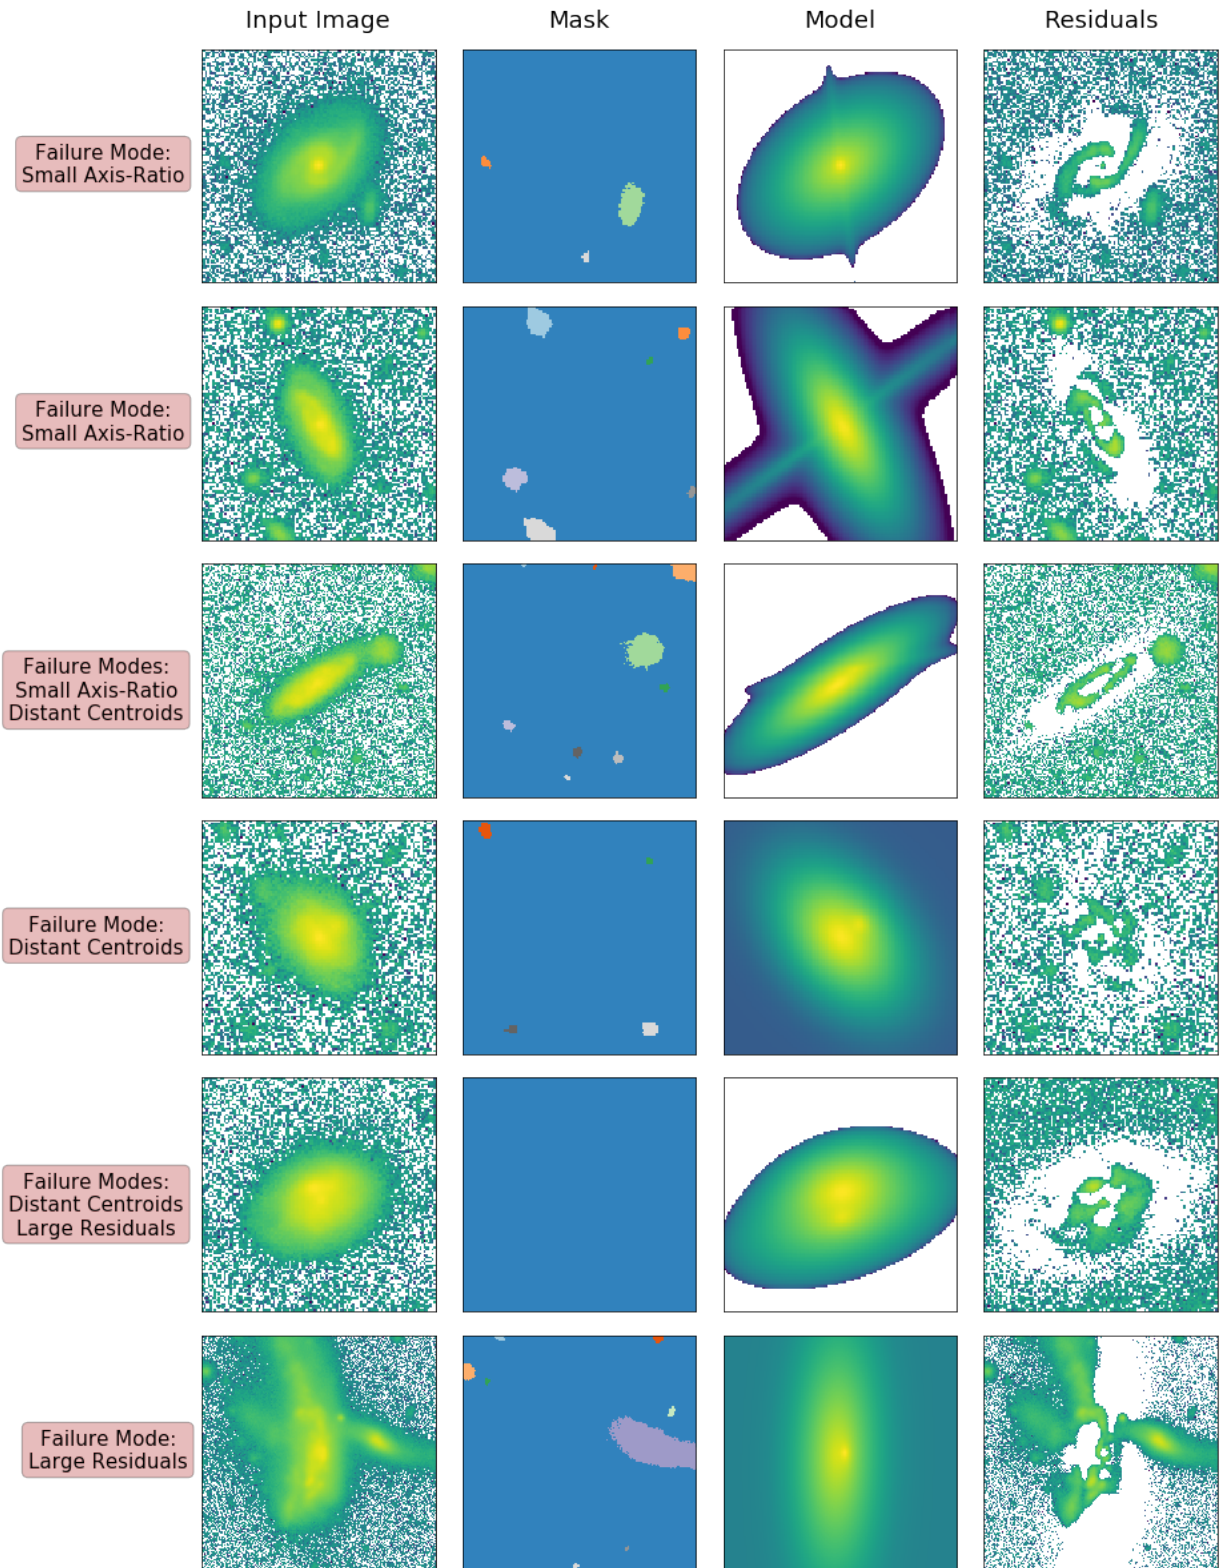 Input Image
Mask
Model
Residuals
Failure Mode:
Small Axis-Ratio
Failure Mode:
Small Axis-Ratio
Failure Modes:
Small Axis-Ratio
Distant Centroids
Failure Mode:
Distant Centroids
Failure Modes:
Distant Centroids
Large Residuals
Failure Mode:
Large Residuals